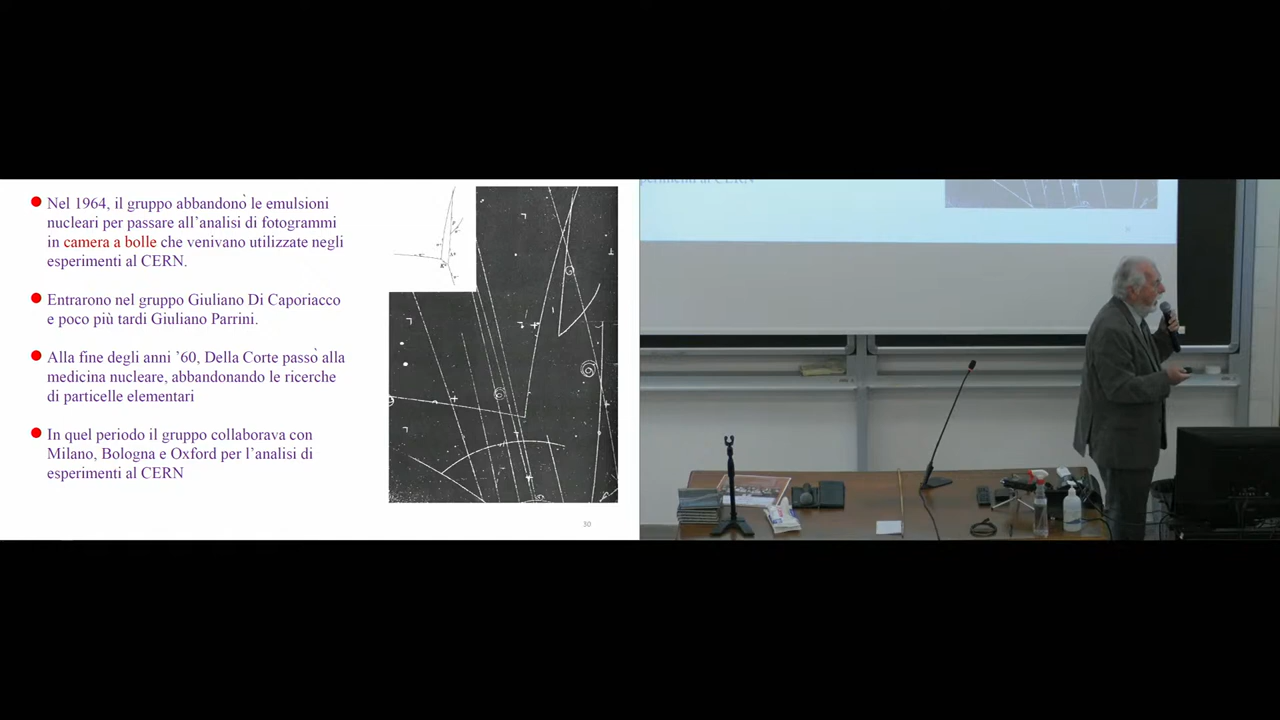 Nel 1964, il gruppo abbandonò le emulsioni
nucleari per passare all'analisi di fotogrammi
in camera a bolle che venivano utilizzate negli
esperimenti al CERN.
Entrarono nel gruppo Giuliano Di Caporiacco
e poco più tardi Giuliano Parrini.
Alla fine degli anni '60, Della Corte passò alla
medicina nucleare, abbandonando le ricerche
di particelle elementari
In quel periodo il gruppo collaborava con
Milano, Bologna e Oxford per l'analisi di
esperimenti al CERN
30